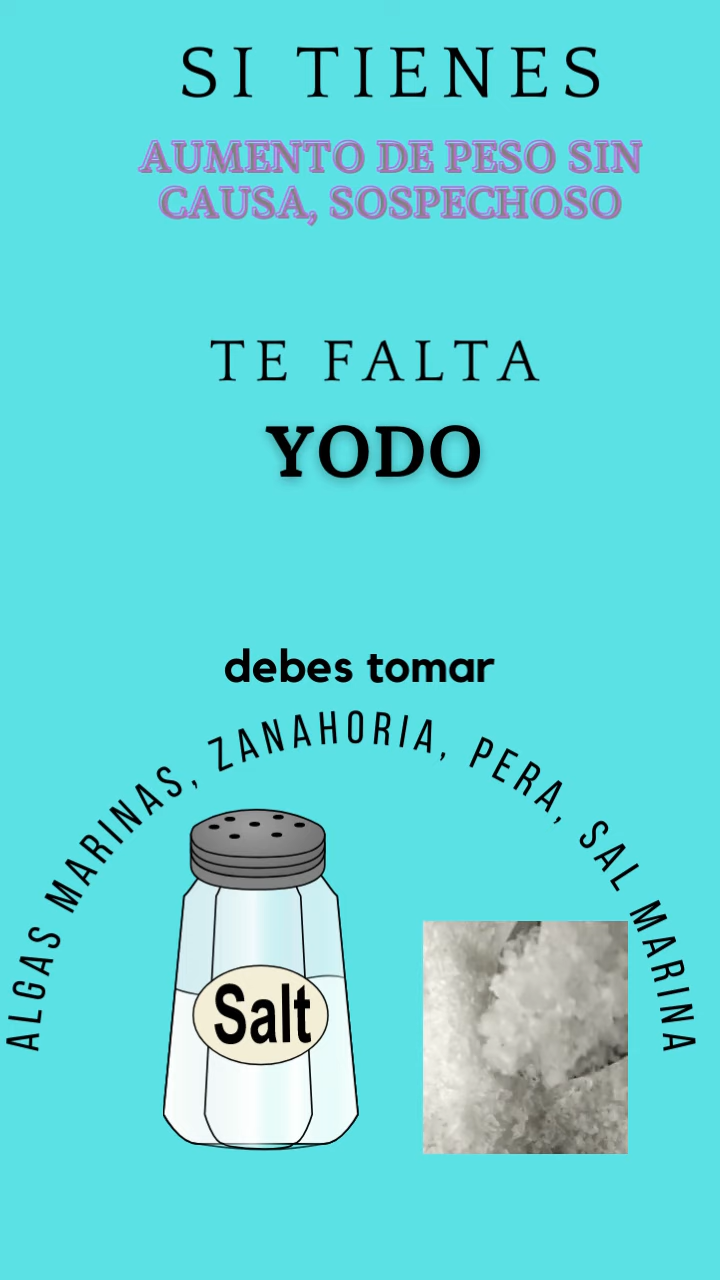 SI TIENES
AUMENTO DE PESO SIN
CAUSA, SOSPECHOSO
TE FALTA
YODO
debes tomar
ALGAS MARINAS, ZANAHORIA, PERA, SAL MARINA
Salt